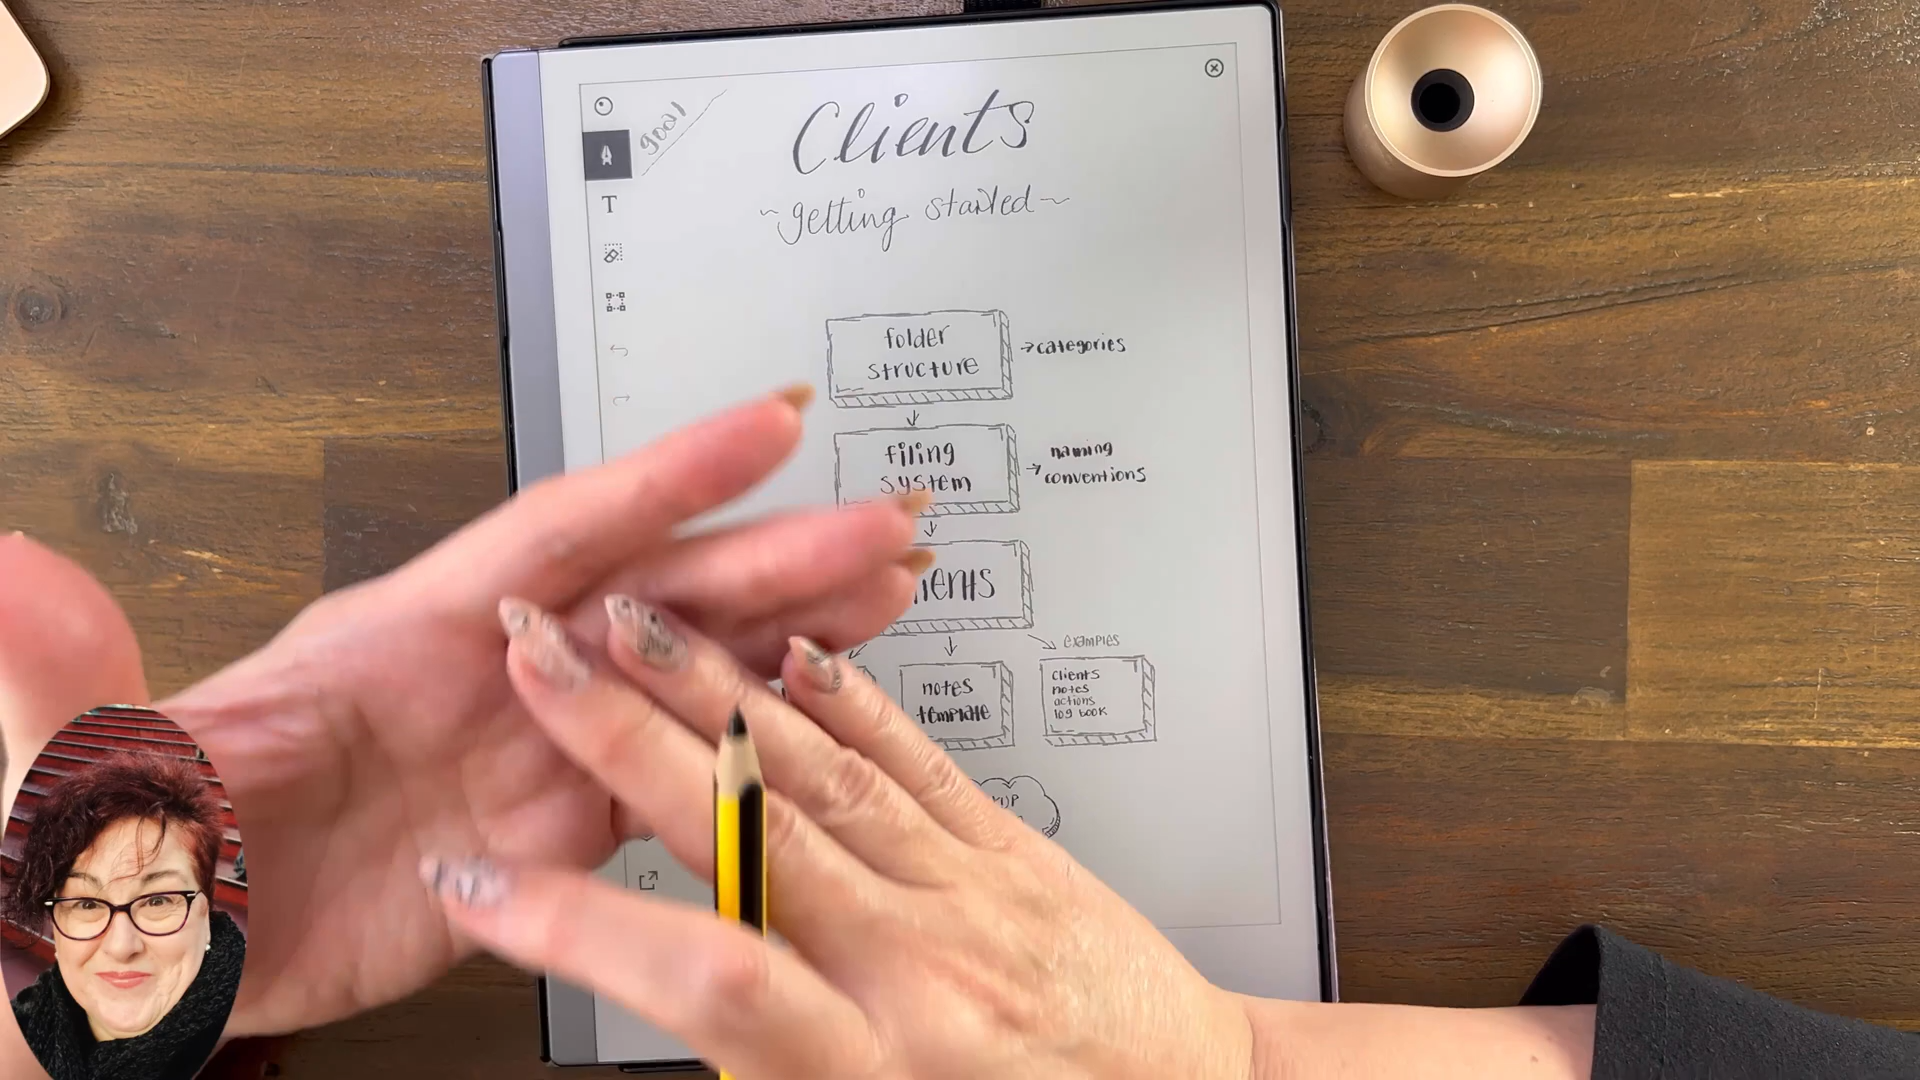 goal
Clients
~getting started~
folder
structure
→categories
filing
system
→ naming
conventions
examples
notes
template
clients
notes
actions
log book
T